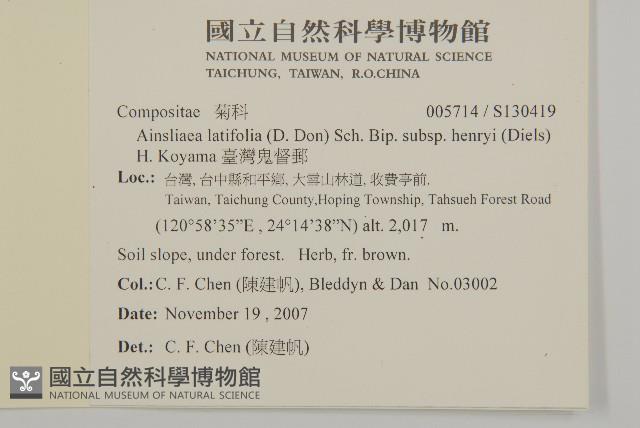 國立自然科學博物館
NATIONAL MUSEUM OF NATURAL SCIENCE
TAICHUNG, TAIWAN, R.O.CHINA
Compositae 菊科 005714 / S130419
Ainsliaea latifolia (D. Don) Sch. Bip. subsp. henryi (Diels)
H. Koyama 臺灣鬼督郵
Loc.: 台灣, 台中縣和平鄉, 大雪山林道, 收費亭前,
Taiwan, Taichung County,Hoping Township, Tahsueh Forest Road
(120°58'35”E , 24°14'38”N) alt. 2,017 m.
Soil slope, under forest. Herb, fr. brown.
Col.: C. F. Chen (陳建帆), Bleddyn & Dan No.03002
Date: November 19 , 2007
Det.: C. F. Chen (陳建帆)
國立自然科學博物館
NATIONAL MUSEUM OF NATURAL SCIENCE